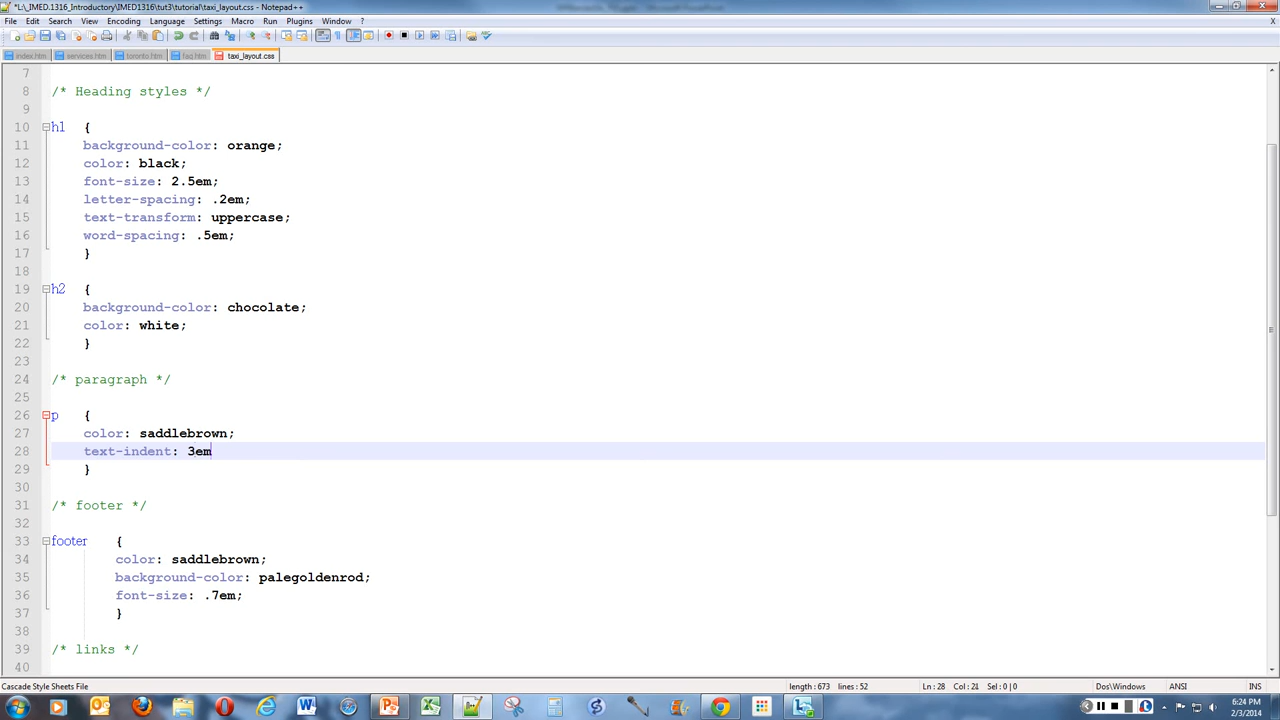 *L:\_IMED.1316_Introductory\IMED1316\tut3\tutorial\taxi_layout.css - Notepad++
File Edit Search View Encoding Language Settings Macro Run Plugins Window ? X
index.htm services.htm toronto.htm faq.htm taxi_layout.css
7
8 /* Heading styles */
9
10 h1 {
11 background-color: orange;
12 color: black;
13 font-size: 2.5em;
14 letter-spacing: .2em;
15 text-transform: uppercase;
16 word-spacing: .5em;
17 }
18
19 h2 {
20 background-color: chocolate;
21 color: white;
22 }
23
24 /* paragraph */
25
26 p {
27 color: saddlebrown;
28 text-indent: 3em
29 }
30
31 /* footer */
32
33 footer {
34 color: saddlebrown;
35 background-color: palegoldenrod;
36 font-size: .7em;
37 }
38
39 /* links */
40
Cascade Style Sheets File length : 673 lines : 52 Ln : 28 Col : 21 Sel : 0 | 0 Dos\Windows ANSI INS
6:24 PM
2/3/2014